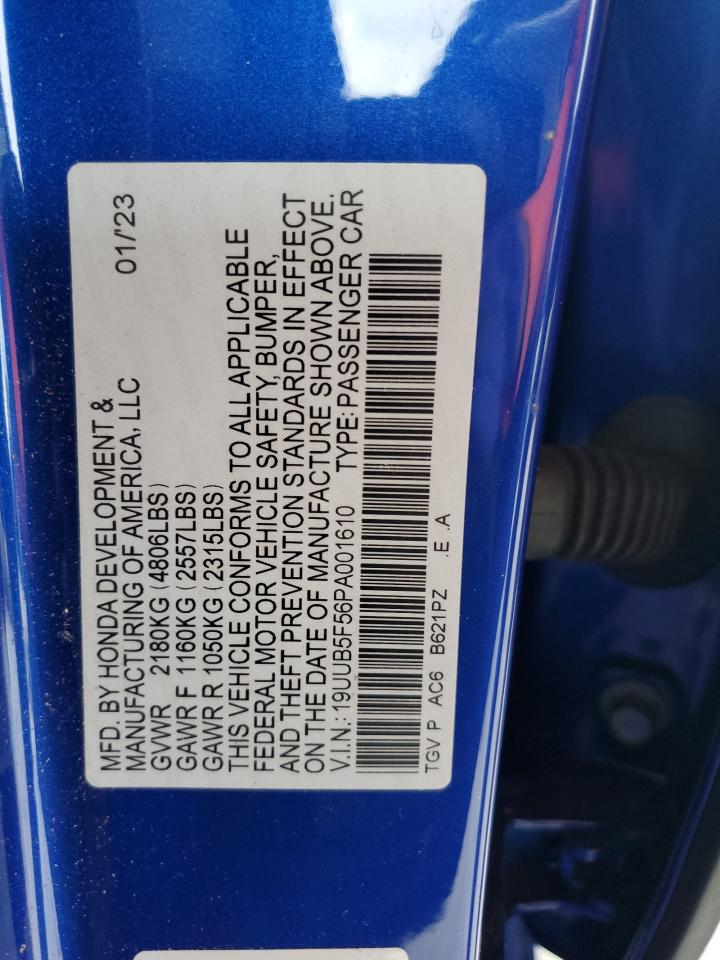 MFD. BY HONDA DEVELOPMENT &
MANUFACTURING OF AMERICA, LLC 01/'23
GVWR 2180KG (4806LBS)
GAWR F 1160KG (2557LBS)
GAWR R 1050KG (2315LBS)
THIS VEHICLE CONFORMS TO ALL APPLICABLE
FEDERAL MOTOR VEHICLE SAFETY, BUMPER,
AND THEFT PREVENTION STANDARDS IN EFFECT
ON THE DATE OF MANUFACTURE SHOWN ABOVE.
V.I.N.: 19UUB5F56PA001610 TYPE: PASSENGER CAR
TGV P AC6 B621PZ .E .A